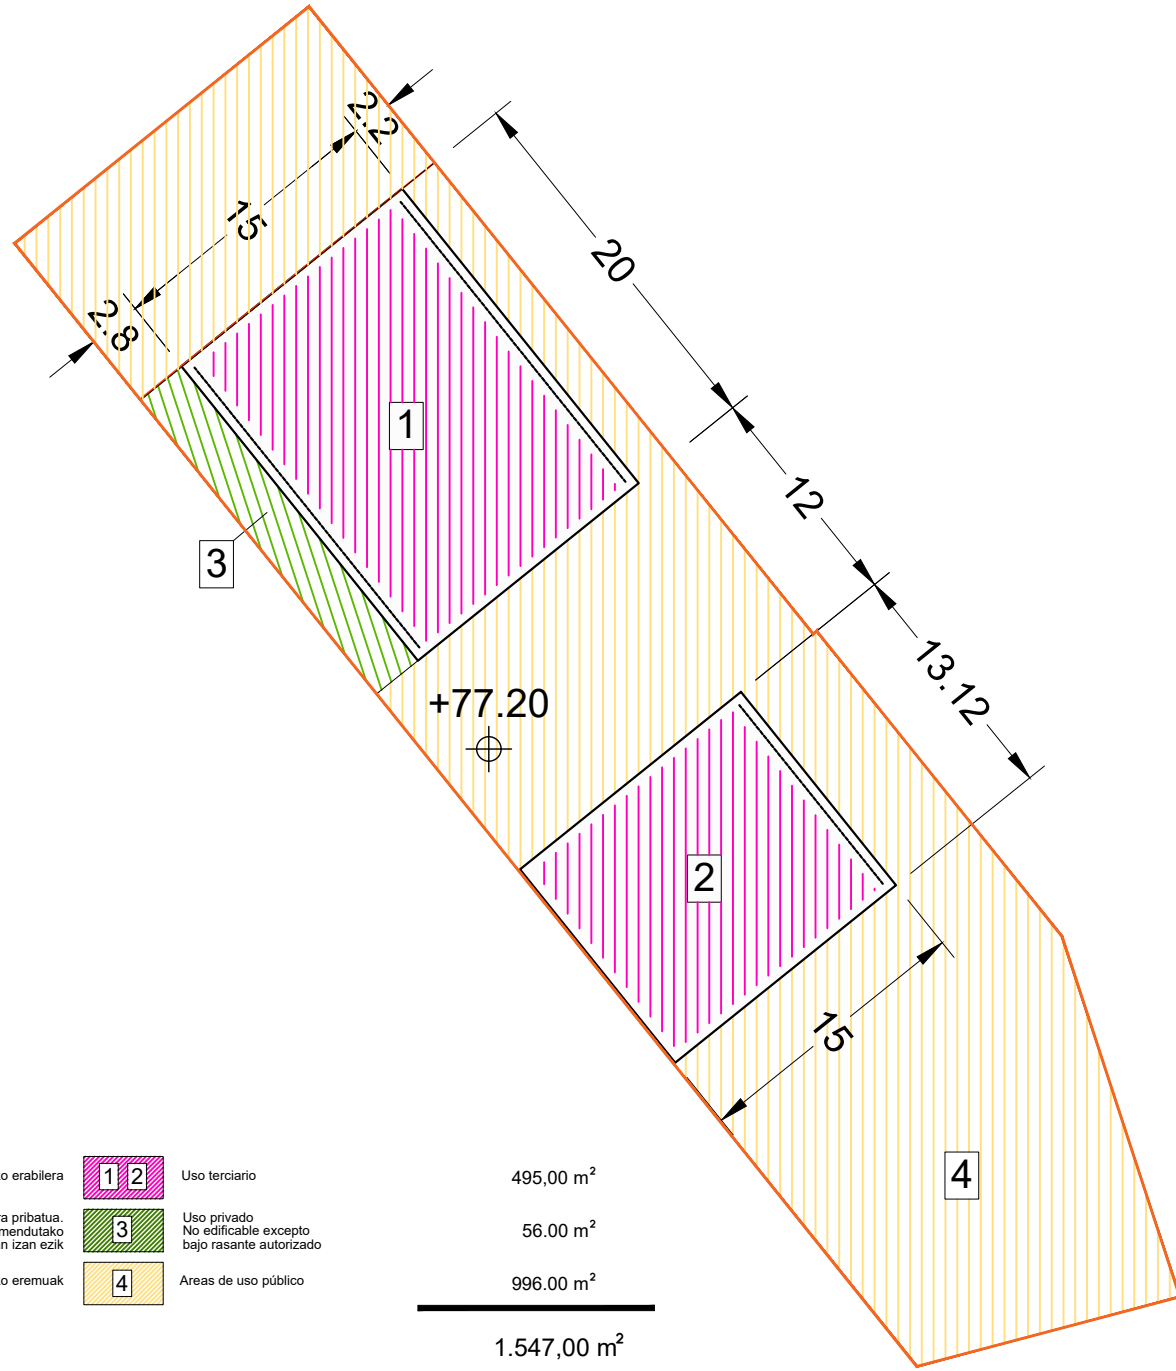 2.2
15
2.8
20
1
12
3
13.12
+77.20
2
15
4
erabilera
1 2
Uso terciario
495,00 m²
pribatua.
3
Uso privado
No edificable excepto
izan ezik
bajo rasante autorizado
56.00 m²
eremuak
4
Areas de uso público
996.00 m²
1.547,00 m²